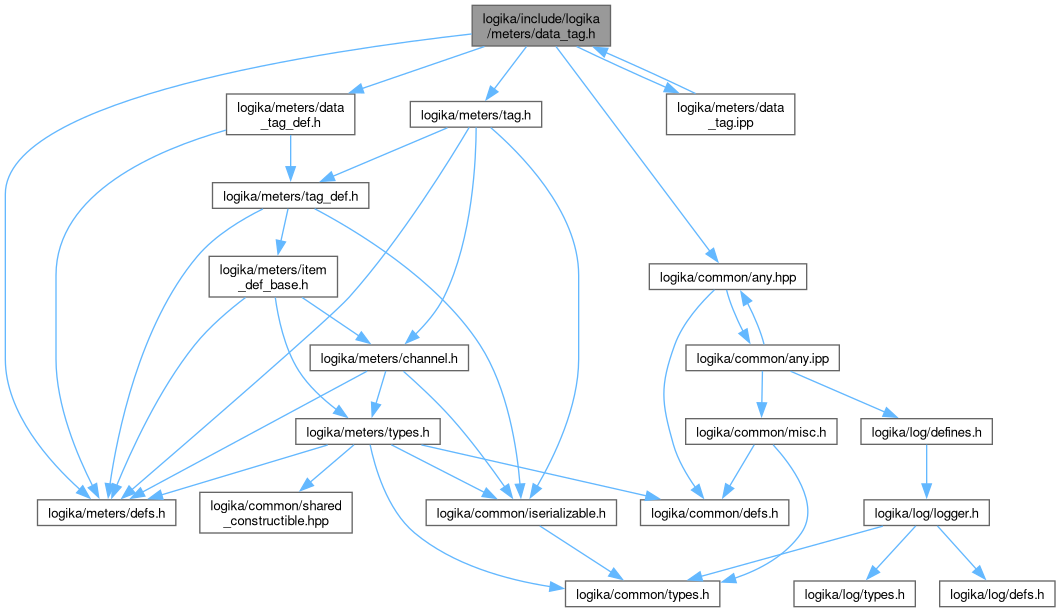 logika/include/logika
/meters/data_tag.h
logika/meters/data
_tag_def.h
logika/meters/tag.h
logika/meters/data
_tag.ipp
logika/meters/tag_def.h
logika/meters/item
_def_base.h
logika/common/any.hpp
logika/meters/channel.h
logika/common/any.ipp
logika/meters/types.h
logika/common/misc.h
logika/log/defines.h
logika/meters/defs.h
logika/common/shared
_constructible.hpp
logika/common/iserializable.h
logika/common/defs.h
logika/log/logger.h
logika/common/types.h
logika/log/types.h
logika/log/defs.h